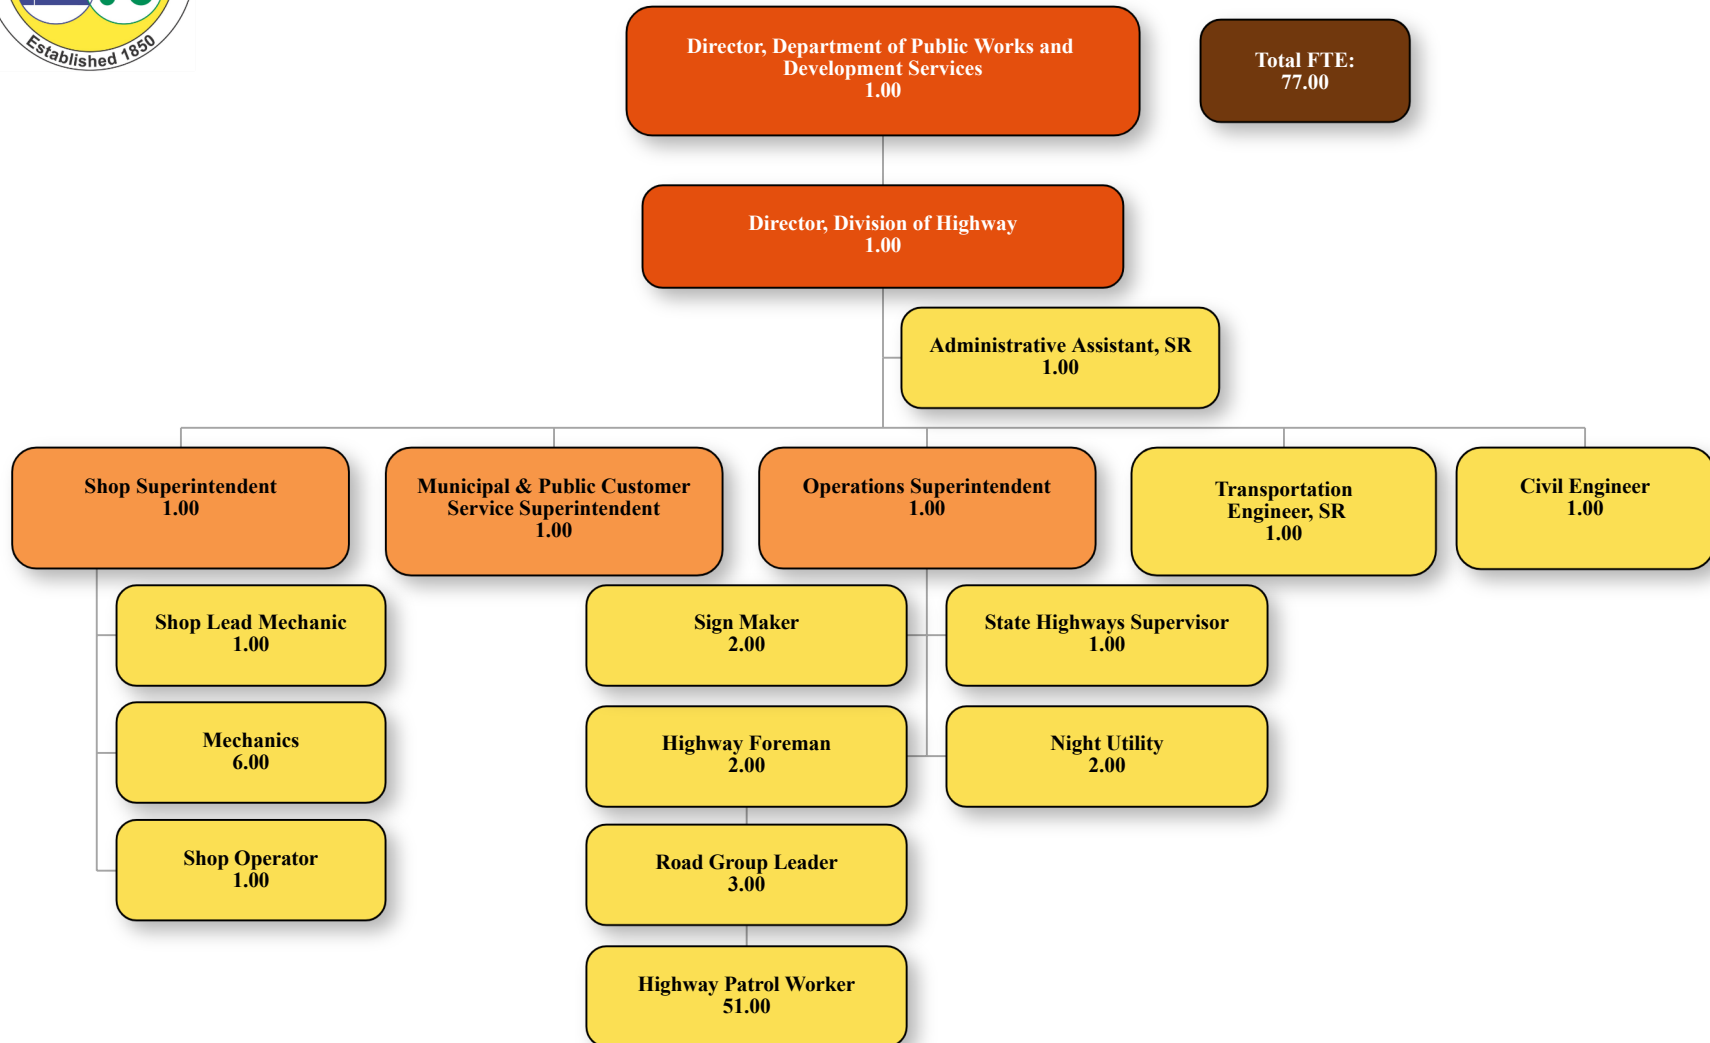 Established 1850
Director, Department of Public Works and
Development Services
1.00
Total FTE:
77.00
Director, Division of Highway
1.00
Administrative Assistant, SR
1.00
Shop Superintendent
1.00
Municipal & Public Customer
Service Superintendent
1.00
Operations Superintendent
1.00
Transportation
Engineer, SR
1.00
Civil Engineer
1.00
Shop Lead Mechanic
1.00
Sign Maker
2.00
State Highways Supervisor
1.00
Mechanics
6.00
Highway Foreman
2.00
Night Utility
2.00
Shop Operator
1.00
Road Group Leader
3.00
Highway Patrol Worker
51.00